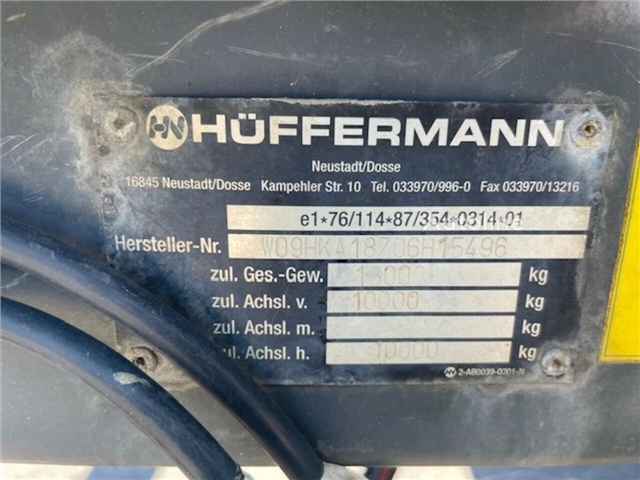 HÜFFERMANN
Neustadt/Dosse
16845 Neustadt/Dosse Kampehler Str. 10 Tel. 033970/996-0 Fax 033970/13216
e1*76/114*87/354*0314*01
Hersteller-Nr. W09HKA18Z06H15496
zul. Ges.-Gew. 18000 kg
zul. Achsl. v. 10000 kg
zul. Achsl. m. kg
zul. Achsl. h. 10000 kg
2-AB0039-0301-N